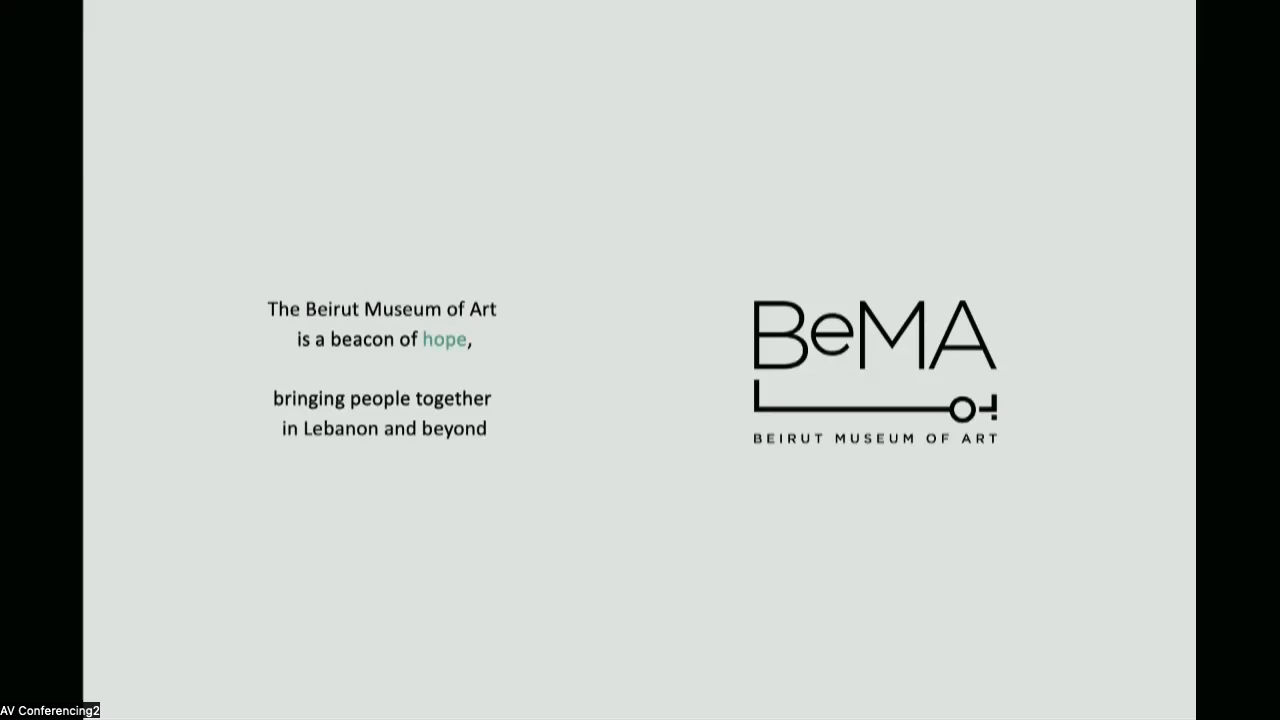 The Beirut Museum of Art
is a beacon of hope,
bringing people together
in Lebanon and beyond
BeMA
BEIRUT MUSEUM OF ART
AV Conferencing2